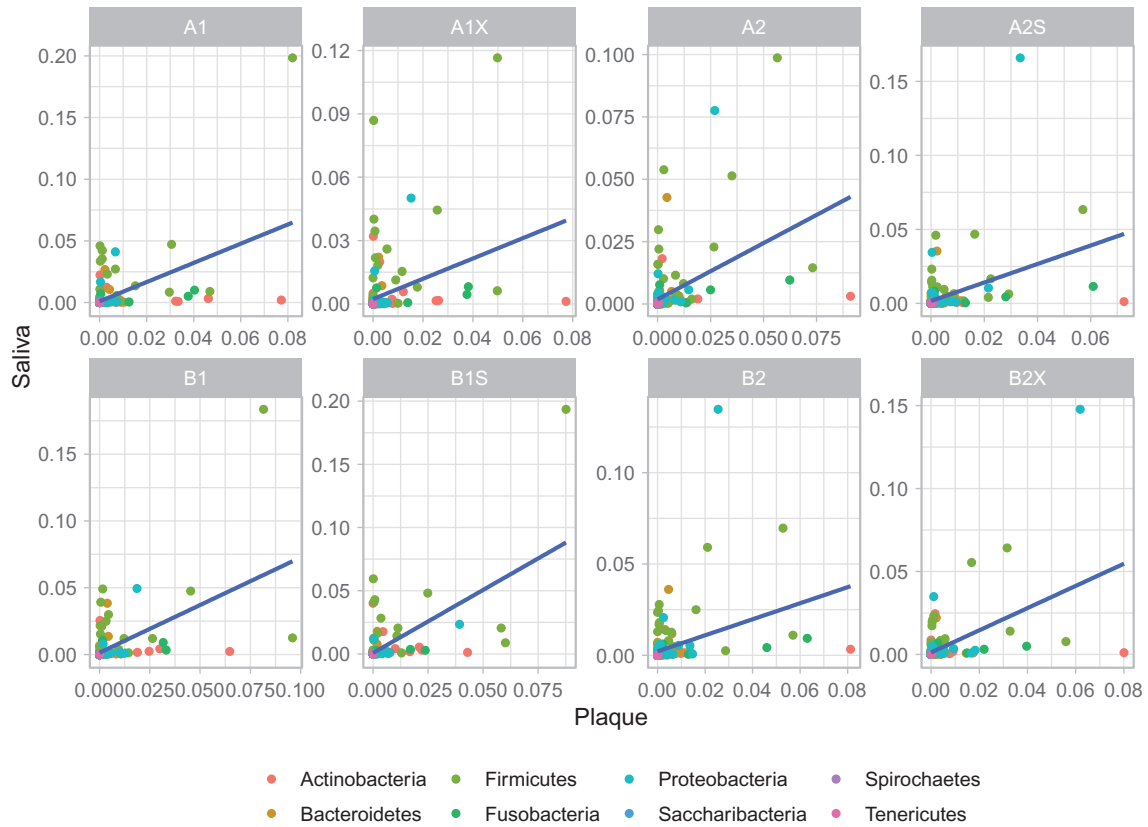 A1 A1X A2 A2S
0.20 0.12 0.100 0.15
0.15 0.09 0.075 0.10
0.10 0.06 0.050
0.05 0.03 0.025 0.05
0.00 0.00 0.000 0.00
0.00 0.02 0.04 0.06 0.08 0.00 0.02 0.04 0.06 0.08 0.000 0.025 0.050 0.075 0.00 0.02 0.04 0.06
Saliva
B1 B1S B2 B2X
0.15 0.20 0.10 0.15
0.10 0.15 0.10
0.05 0.10 0.05 0.05
0.05
0.00 0.00 0.00 0.00
0.000 0.025 0.050 0.075 0.100 0.000 0.025 0.050 0.075 0.00 0.02 0.04 0.06 0.08 0.00 0.02 0.04 0.06 0.08
Plaque
Actinobacteria Firmicutes Proteobacteria Spirochaetes
Bacteroidetes Fusobacteria Saccharibacteria Tenericutes